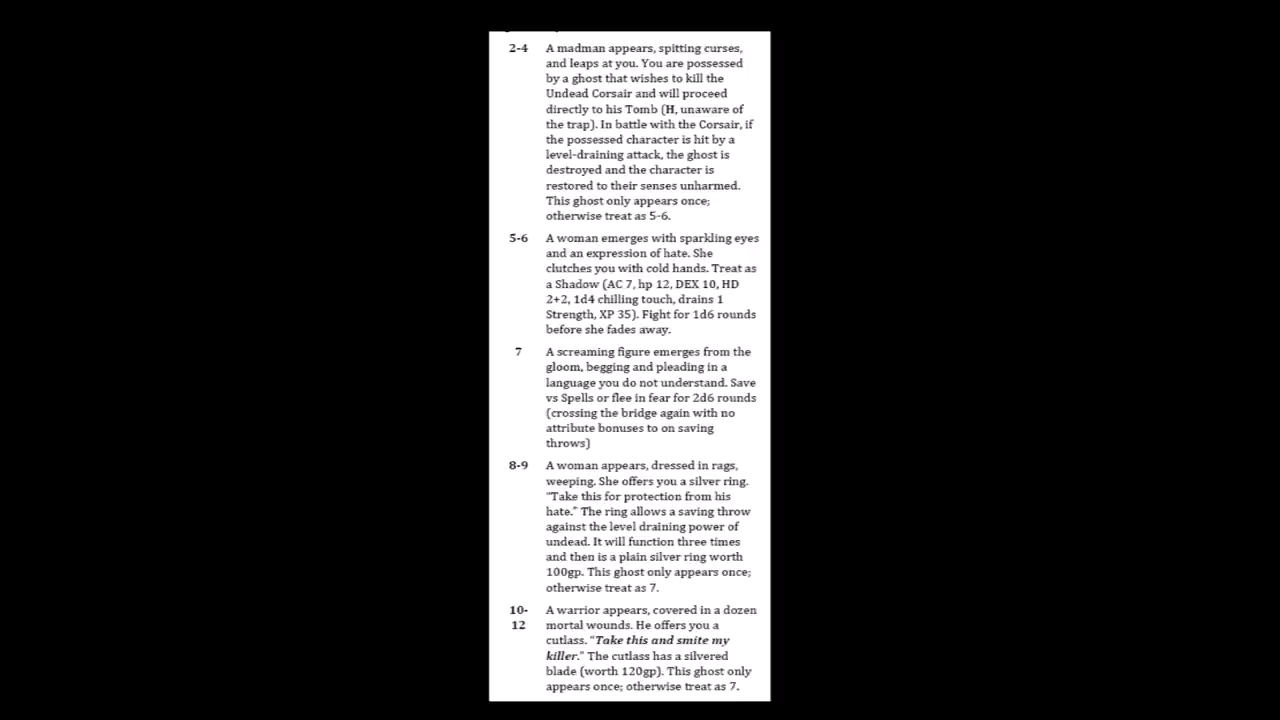 2-4 A madman appears, spitting curses,
and leaps at you. You are possessed
by a ghost that wishes to kill the
Undead Corsair and will proceed
directly to his Tomb (H, unaware of
the trap). In battle with the Corsair, if
the possessed character is hit by a
level-draining attack, the ghost is
destroyed and the character is
restored to their senses unharmed.
This ghost only appears once;
otherwise treat as 5-6.
5-6 A woman emerges with sparkling eyes
and an expression of hate. She
clutches you with cold hands. Treat as
a Shadow (AC 7, hp 12, DEX 10, HD
2+2, 1d4 chilling touch, drains 1
Strength, XP 35). Fight for 1d6 rounds
before she fades away.
7 A screaming figure emerges from the
gloom, begging and pleading in a
language you do not understand. Save
vs Spells or flee in fear for 2d6 rounds
(crossing the bridge again with no
attribute bonuses to on saving
throws)
8-9 A woman appears, dressed in rags,
weeping. She offers you a silver ring.
"Take this for protection from his
hate." The ring allows a saving throw
against the level draining power of
undead. It will function three times
and then is a plain silver ring worth
100gp. This ghost only appears once;
otherwise treat as 7.
10- A warrior appears, covered in a dozen
12 mortal wounds. He offers you a
cutlass. "Take this and smite my
killer." The cutlass has a silvered
blade (worth 120gp). This ghost only
appears once; otherwise treat as 7.